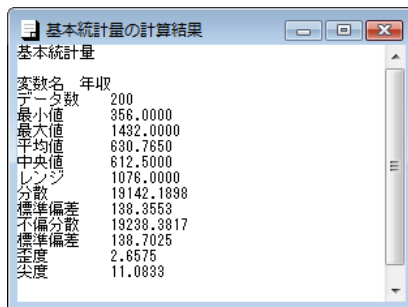 基本統計量の計算結果
基本統計量
変数名 年収
データ数 200
最小値 356.0000
最大値 1432.0000
平均値 630.7650
中央値 612.5000
レンジ 1076.0000
分散 19142.1898
標準偏差 138.3553
不偏分散 19238.3817
標準偏差 138.7025
歪度 2.6575
尖度 11.0833